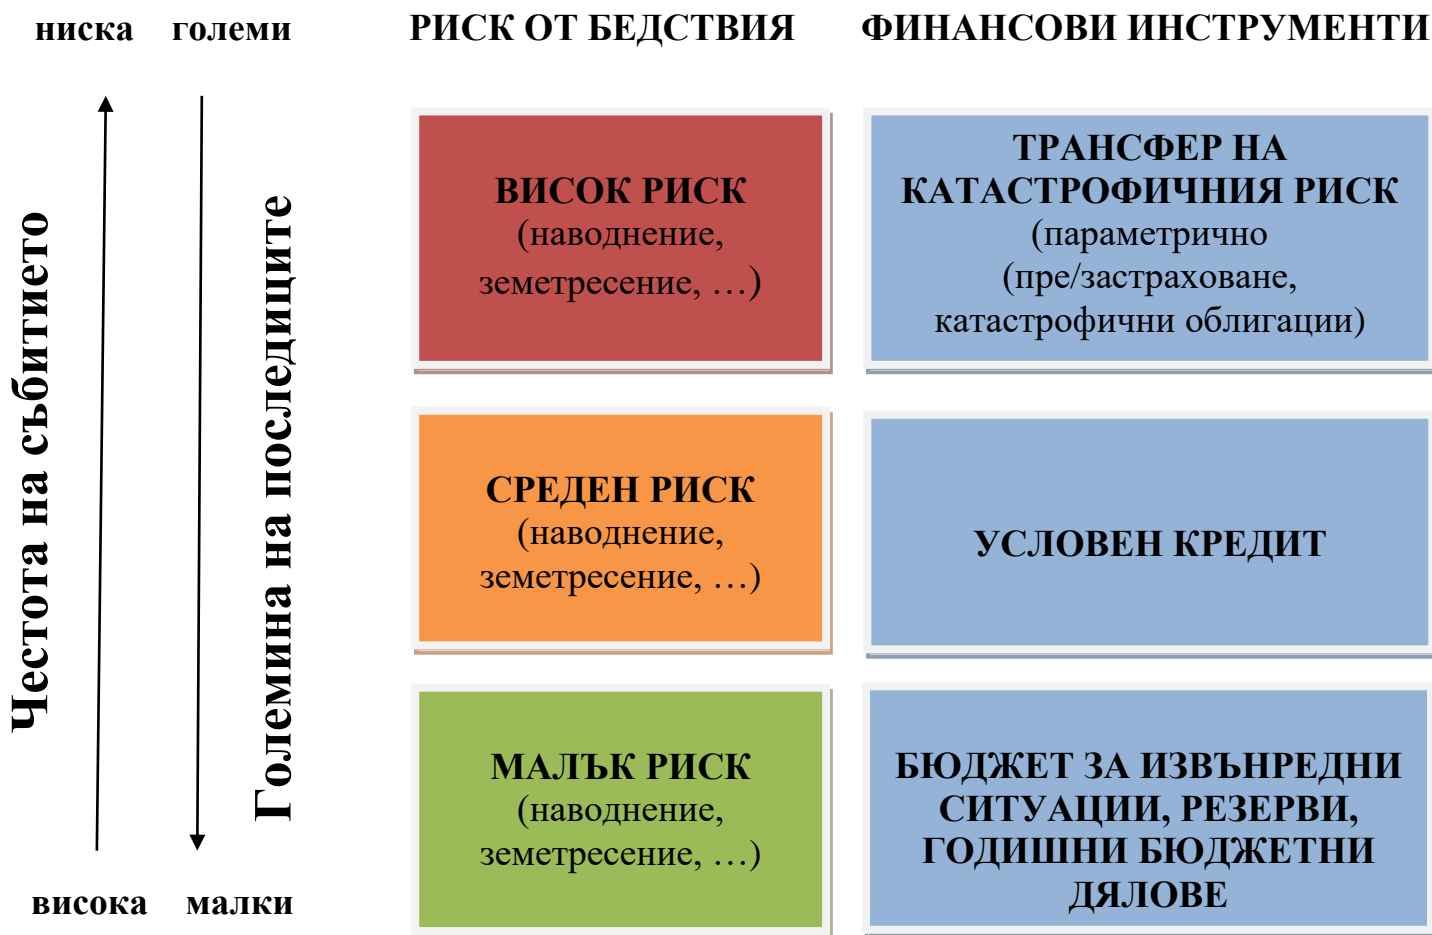 ниска големи РИСК ОТ БЕДСТВИЯ ФИНАНСОВИ ИНСТРУМЕНТИ
Честота на събитието
Големина на последиците
ВИСОК РИСК
(наводнение,
земетресение, …)
ТРАНСФЕР НА
КАТАСТРОФИЧНИЯ РИСК
(параметрично
(пре/застраховане,
катастрофични облигации)
СРЕДЕН РИСК
(наводнение,
земетресение, …)
УСЛОВЕН КРЕДИТ
МАЛЪК РИСК
(наводнение,
земетресение, …)
БЮДЖЕТ ЗА ИЗВЪНРЕДНИ
СИТУАЦИИ, РЕЗЕРВИ,
ГОДИШНИ БЮДЖЕТНИ
ДЯЛОВЕ
висока малки